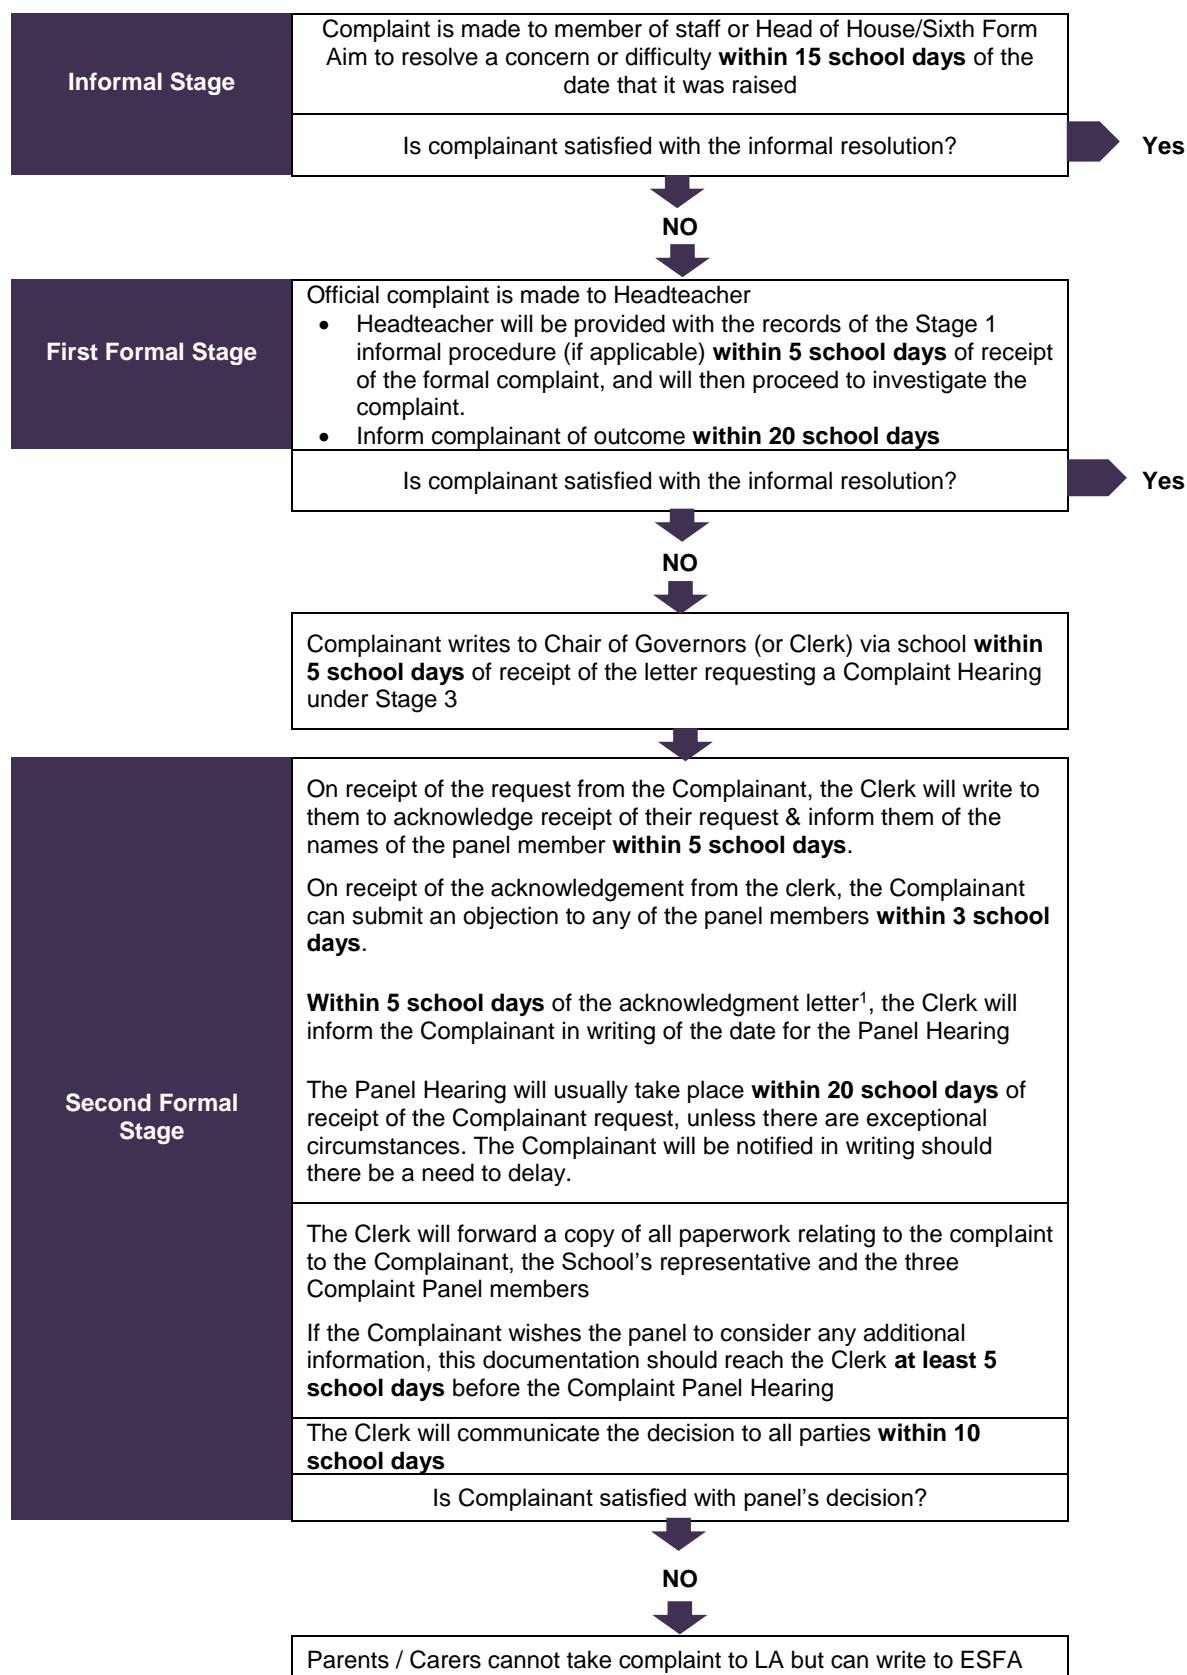 Informal Stage
Complaint is made to member of staff or Head of House/Sixth Form
Aim to resolve a concern or difficulty within 15 school days of the
date that it was raised
Is complainant satisfied with the informal resolution?
Yes
NO
First Formal Stage
Official complaint is made to Headteacher
• Headteacher will be provided with the records of the Stage 1
informal procedure (if applicable) within 5 school days of receipt
of the formal complaint, and will then proceed to investigate the
complaint.
• Inform complainant of outcome within 20 school days
Is complainant satisfied with the informal resolution?
Yes
NO
Complainant writes to Chair of Governors (or Clerk) via school within
5 school days of receipt of the letter requesting a Complaint Hearing
under Stage 3
Second Formal
Stage
On receipt of the request from the Complainant, the Clerk will write to
them to acknowledge receipt of their request & inform them of the
names of the panel member within 5 school days.
On receipt of the acknowledgement from the clerk, the Complainant
can submit an objection to any of the panel members within 3 school
days.
Within 5 school days of the acknowledgment letter¹, the Clerk will
inform the Complainant in writing of the date for the Panel Hearing
The Panel Hearing will usually take place within 20 school days of
receipt of the Complainant request, unless there are exceptional
circumstances. The Complainant will be notified in writing should
there be a need to delay.
The Clerk will forward a copy of all paperwork relating to the complaint
to the Complainant, the School’s representative and the three
Complaint Panel members
If the Complainant wishes the panel to consider any additional
information, this documentation should reach the Clerk at least 5
school days before the Complaint Panel Hearing
The Clerk will communicate the decision to all parties within 10
school days
Is Complainant satisfied with panel’s decision?
NO
Parents / Carers cannot take complaint to LA but can write to ESFA